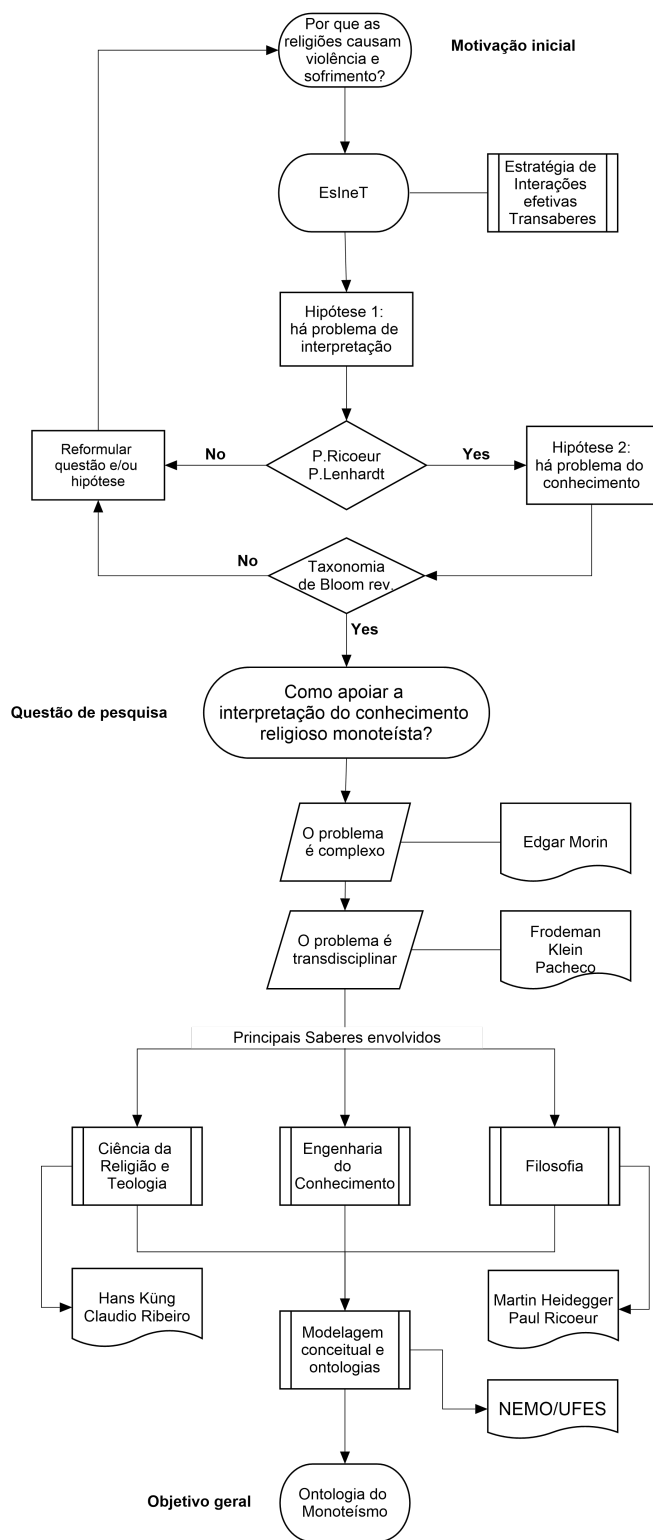 Por que as
religiões causam
violência e
sofrimento?
Motivação inicial
EsIneT
Estratégia de
Interações
efetivas
Transaberes
Hipótese 1:
há problema de
interpretação
Reformular
questão e/ou
hipótese
No
P.Ricoeur
P.Lenhardt
Yes
Hipótese 2:
há problema do
conhecimento
No
Taxonomia
de Bloom rev.
Yes
Questão de pesquisa
Como apoiar a
interpretação do conhecimento
religioso monoteísta?
O problema
é complexo
Edgar Morin
O problema é
transdisciplinar
Frodeman
Klein
Pacheco
Principais Saberes envolvidos
Ciência da
Religião e
Teologia
Engenharia
do
Conhecimento
Filosofia
Hans Küng
Claudio Ribeiro
Martin Heidegger
Paul Ricoeur
Modelagem
conceitual e
ontologias
NEMO/UFES
Objetivo geral
Ontologia do
Monoteísmo